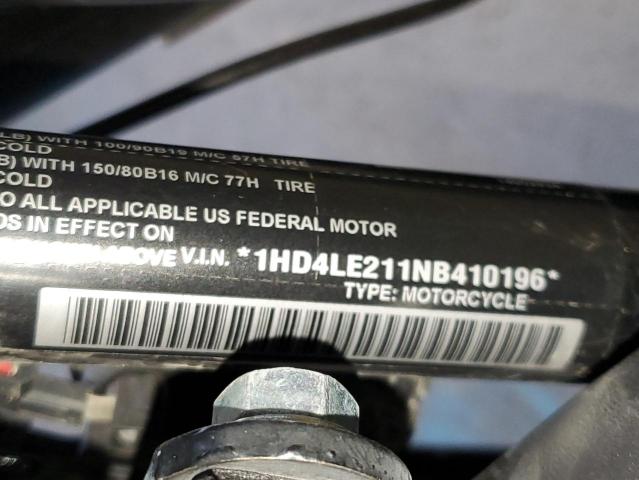 LB) WITH 100/90B19 M/C 57H TIRE
COLD
B) WITH 150/80B16 M/C 77H TIRE
COLD
TO ALL APPLICABLE US FEDERAL MOTOR
DS IN EFFECT ON
ABOVE V.I.N. *1HD4LE211NB410196*
TYPE: MOTORCYCLE